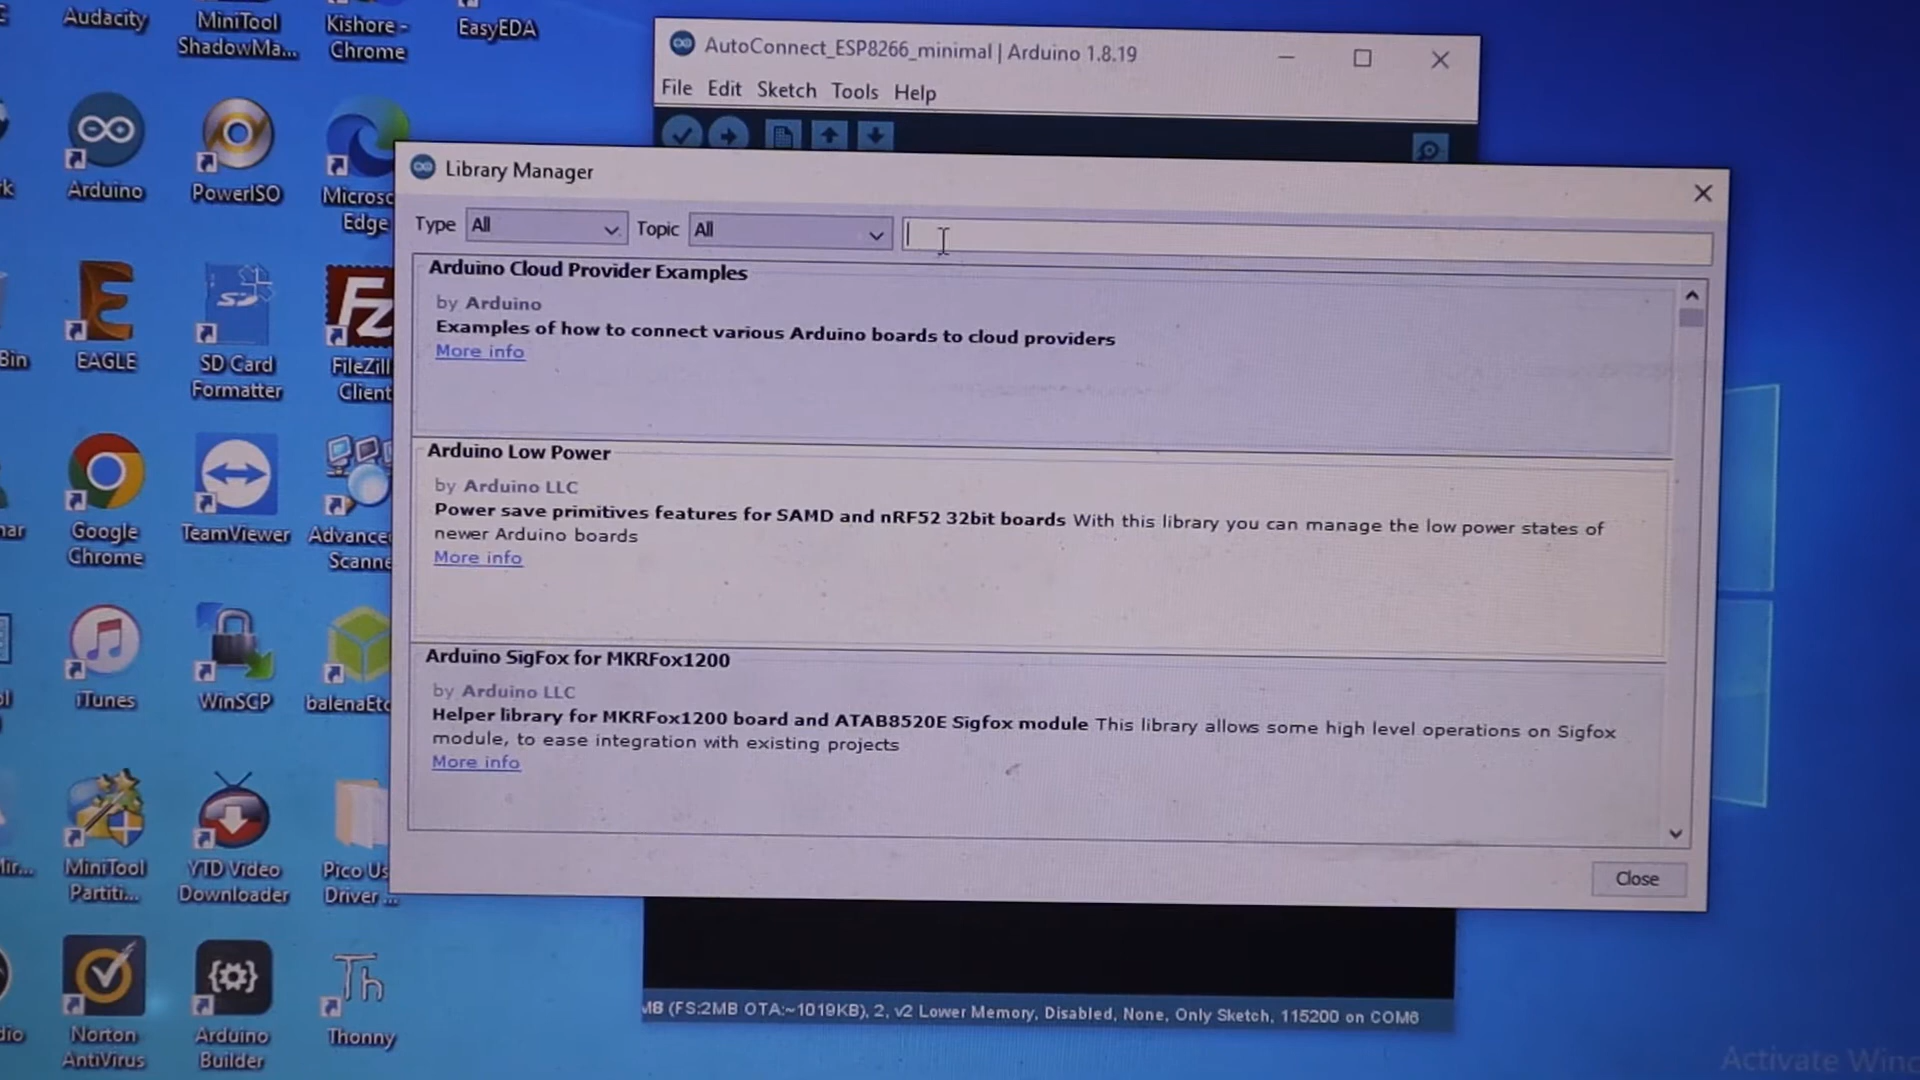 Audacity
MiniTool
ShadowMa...
Kishore -
Chrome
EasyEDA
AutoConnect_ESP8266_minimal | Arduino 1.8.19
File Edit Sketch Tools Help
Library Manager
Type All Topic All
Arduino Cloud Provider Examples
by Arduino
Examples of how to connect various Arduino boards to cloud providers
More info
Arduino Low Power
by Arduino LLC
Power save primitives features for SAMD and nRF52 32bit boards With this library you can manage the low power states of
newer Arduino boards
More info
Arduino SigFox for MKRFox1200
by Arduino LLC
Helper library for MKRFox1200 board and ATAB8520E Sigfox module This library allows some high level operations on Sigfox
module, to ease integration with existing projects
More info
Close
M8 (FS:2MB OTA:~1019KB), 2, v2 Lower Memory, Disabled, None, Only Sketch, 115200 on COM6
Arduino
PowerISO
Microsc
Edge
EAGLE
SD
SD Card
Formatter
Fz
FileZill
Client
Bin
Google
Chrome
TeamViewer
Advance
Scanne
iTunes
WinSCP
balenaEtc
MiniTool
Partiti...
YTD Video
Downloader
Pico Us
Driver ...
Norton
AntiVirus
Arduino
Builder
Th
Thonny
Activate Winc